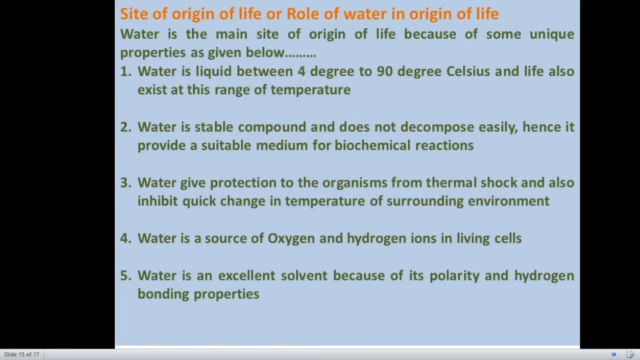 Site of origin of life or Role of water in origin of life
Water is the main site of origin of life because of some unique
properties as given below………
1. Water is liquid between 4 degree to 90 degree Celsius and life also
exist at this range of temperature
2. Water is stable compound and does not decompose easily, hence it
provide a suitable medium for biochemical reactions
3. Water give protection to the organisms from thermal shock and also
inhibit quick change in temperature of surrounding environment
4. Water is a source of Oxygen and hydrogen ions in living cells
5. Water is an excellent solvent because of its polarity and hydrogen
bonding properties
Slide 15 of 17